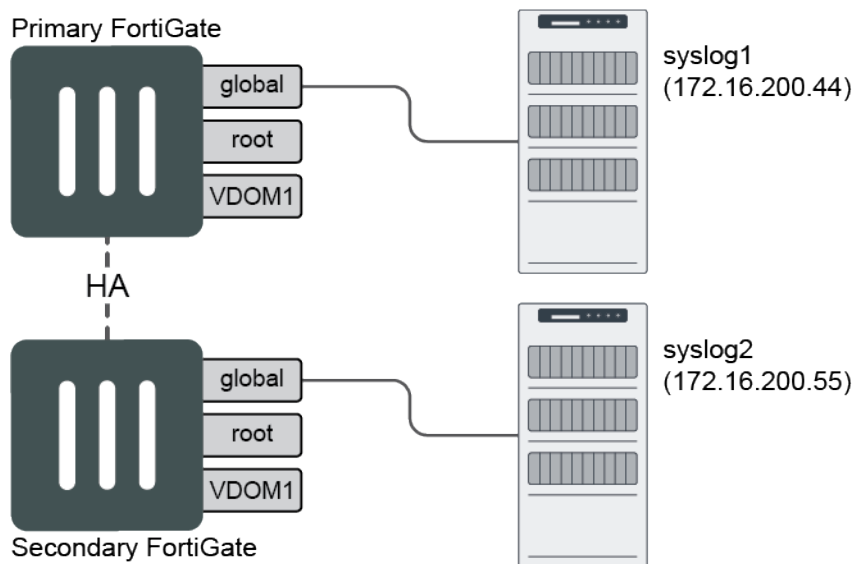 Primary FortiGate
global
root
VDOM1
syslog1
(172.16.200.44)
HA
global
root
VDOM1
Secondary FortiGate
syslog2
(172.16.200.55)